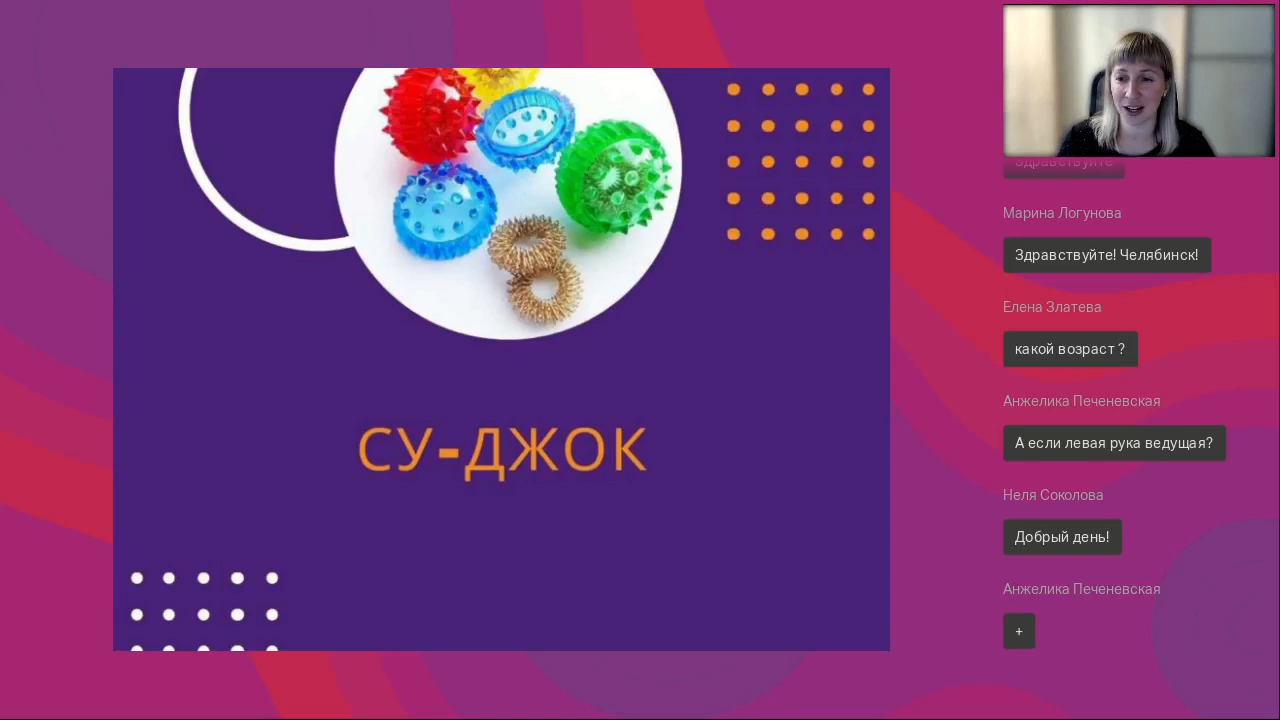 СУ-ДЖОК
Здравствуйте
Марина Логунова
Здравствуйте! Челябинск!
Елена Златева
какой возраст ?
Анжелика Печеневская
А если левая рука ведущая?
Неля Соколова
Добрый день!
Анжелика Печеневская
+